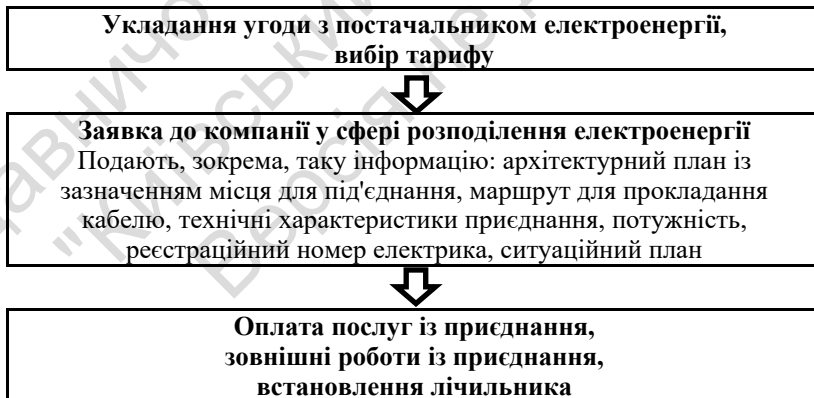 Укладання угоди з постачальником електроенергії,
вибір тарифу
Заявка до компанії у сфері розподілення електроенергії
Подають, зокрема, таку інформацію: архітектурний план із
зазначенням місця для під'єднання, маршрут для прокладання
кабелю, технічні характеристики приєднання, потужність,
реєстраційний номер електрика, ситуаційний план
Оплата послуг із приєднання,
зовнішні роботи із приєднання,
встановлення лічильника